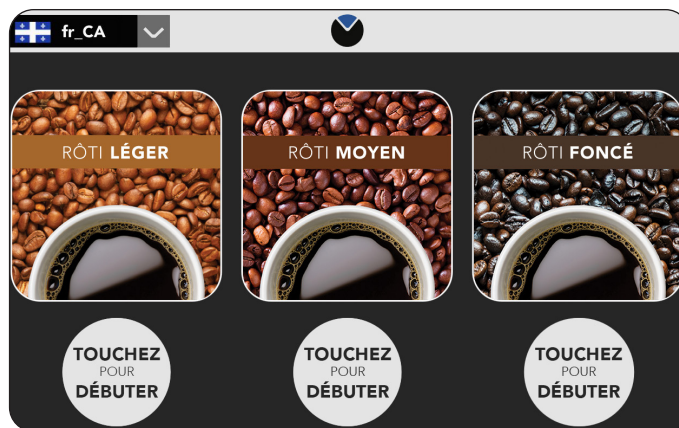 fr_CA
RÔTI LÉGER
RÔTI MOYEN
RÔTI FONCÉ
TOUCHEZ
POUR
DÉBUTER
TOUCHEZ
POUR
DÉBUTER
TOUCHEZ
POUR
DÉBUTER